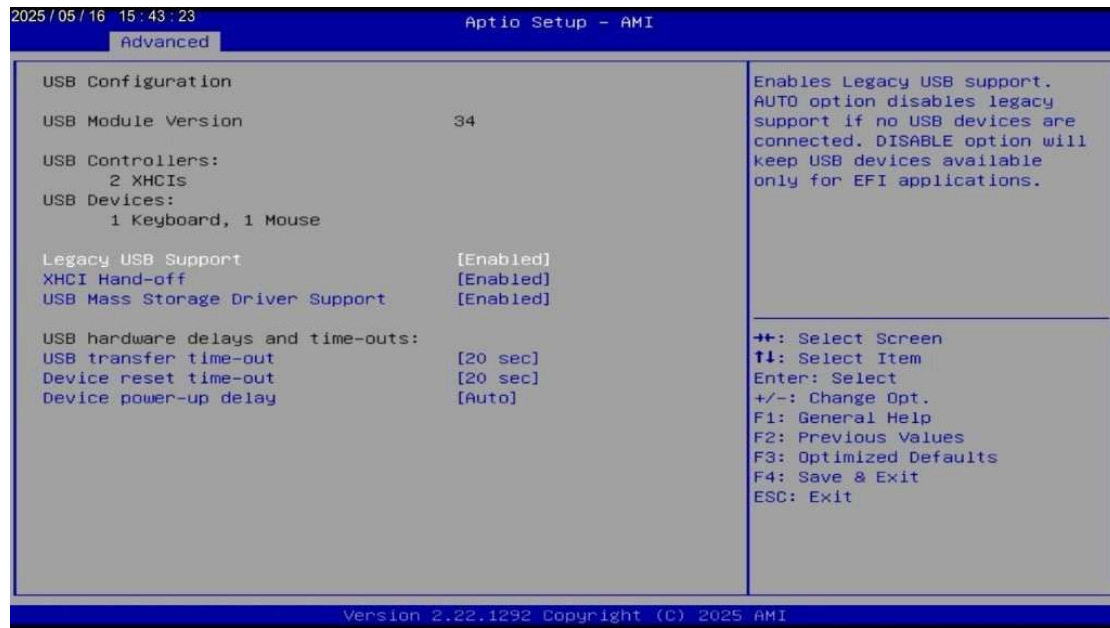 2025/05/16 15:43:23
Aptio Setup - AMI
Advanced
USB Configuration
USB Module Version 34
USB Controllers:
2 XHCIs
USB Devices:
1 Keyboard, 1 Mouse
Legacy USB Support [Enabled]
XHCI Hand-off [Enabled]
USB Mass Storage Driver Support [Enabled]
USB hardware delays and time-outs:
USB transfer time-out [20 sec]
Device reset time-out [20 sec]
Device power-up delay [Auto]
Enables Legacy USB support.
AUTO option disables legacy
support if no USB devices are
connected. DISABLE option will
keep USB devices available
only for EFI applications.
→←: Select Screen
↑↓: Select Item
Enter: Select
+/-: Change Opt.
F1: General Help
F2: Previous Values
F3: Optimized Defaults
F4: Save & Exit
ESC: Exit
Version 2.22.1292 Copyright (C) 2025 AMI